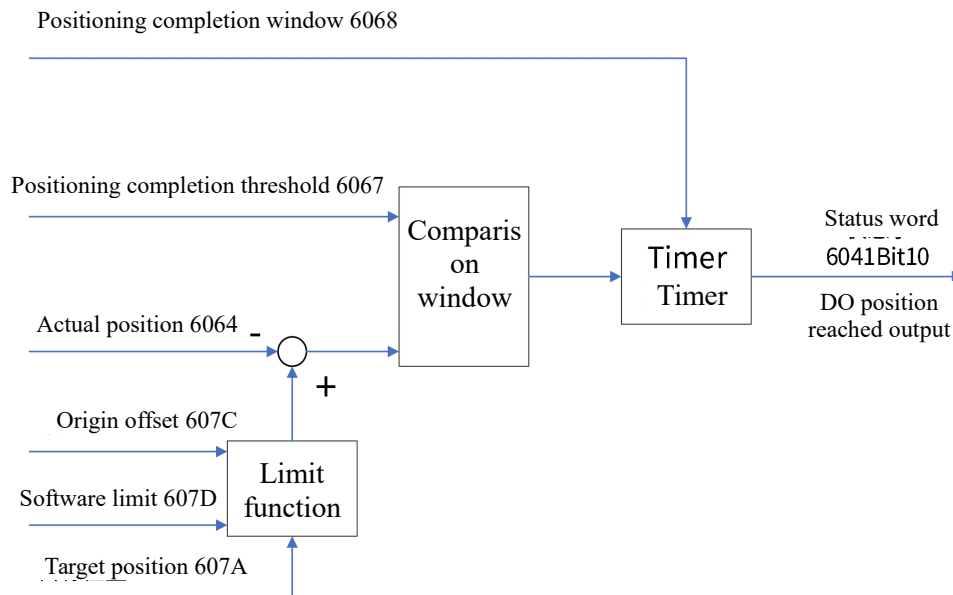 Positioning completion window 6068
Positioning completion threshold 6067
Comparis
on
window
Timer
Timer
Status word
6041Bit10
DO position
reached output
Actual position 6064
-
+
Origin offset 607C
Limit
function
Software limit 607D
Target position 607A